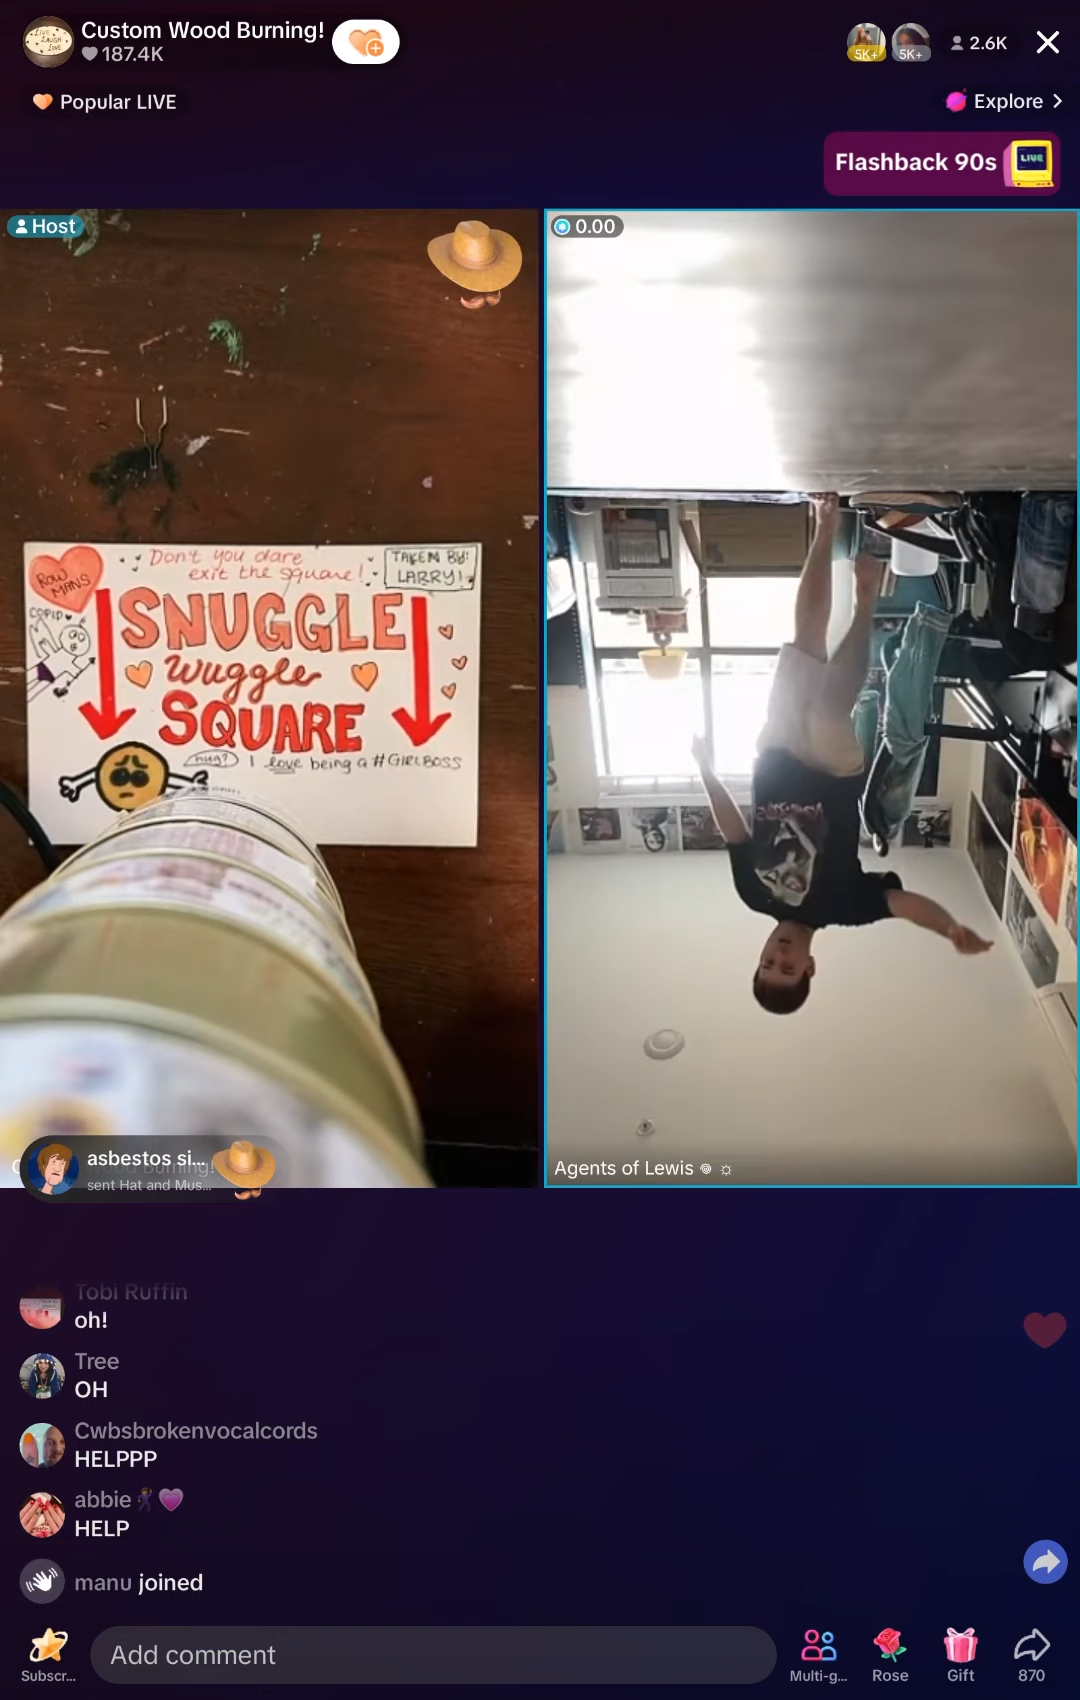 Custom Wood Burning!
187.4K
5K+
5K+
2.6K
Popular LIVE
Explore
Flashback 90s
LIVE
Host
0.00
Don't you dare
exit the square!
TAKEN BY:
LARRY!
ROW
MANS
COPID
SNUGGLE
wuggle
SQUARE
hug?
I love being a #GIRLBOSS
Agents of Lewis
asbestos si...
sent Hat and Mus...
Tobi Ruffin
oh!
Tree
OH
Cwbsbrokenvocalcords
HELPPP
abbie
HELP
manu joined
Subscr...
Add comment
Multi-g...
Rose
Gift
870